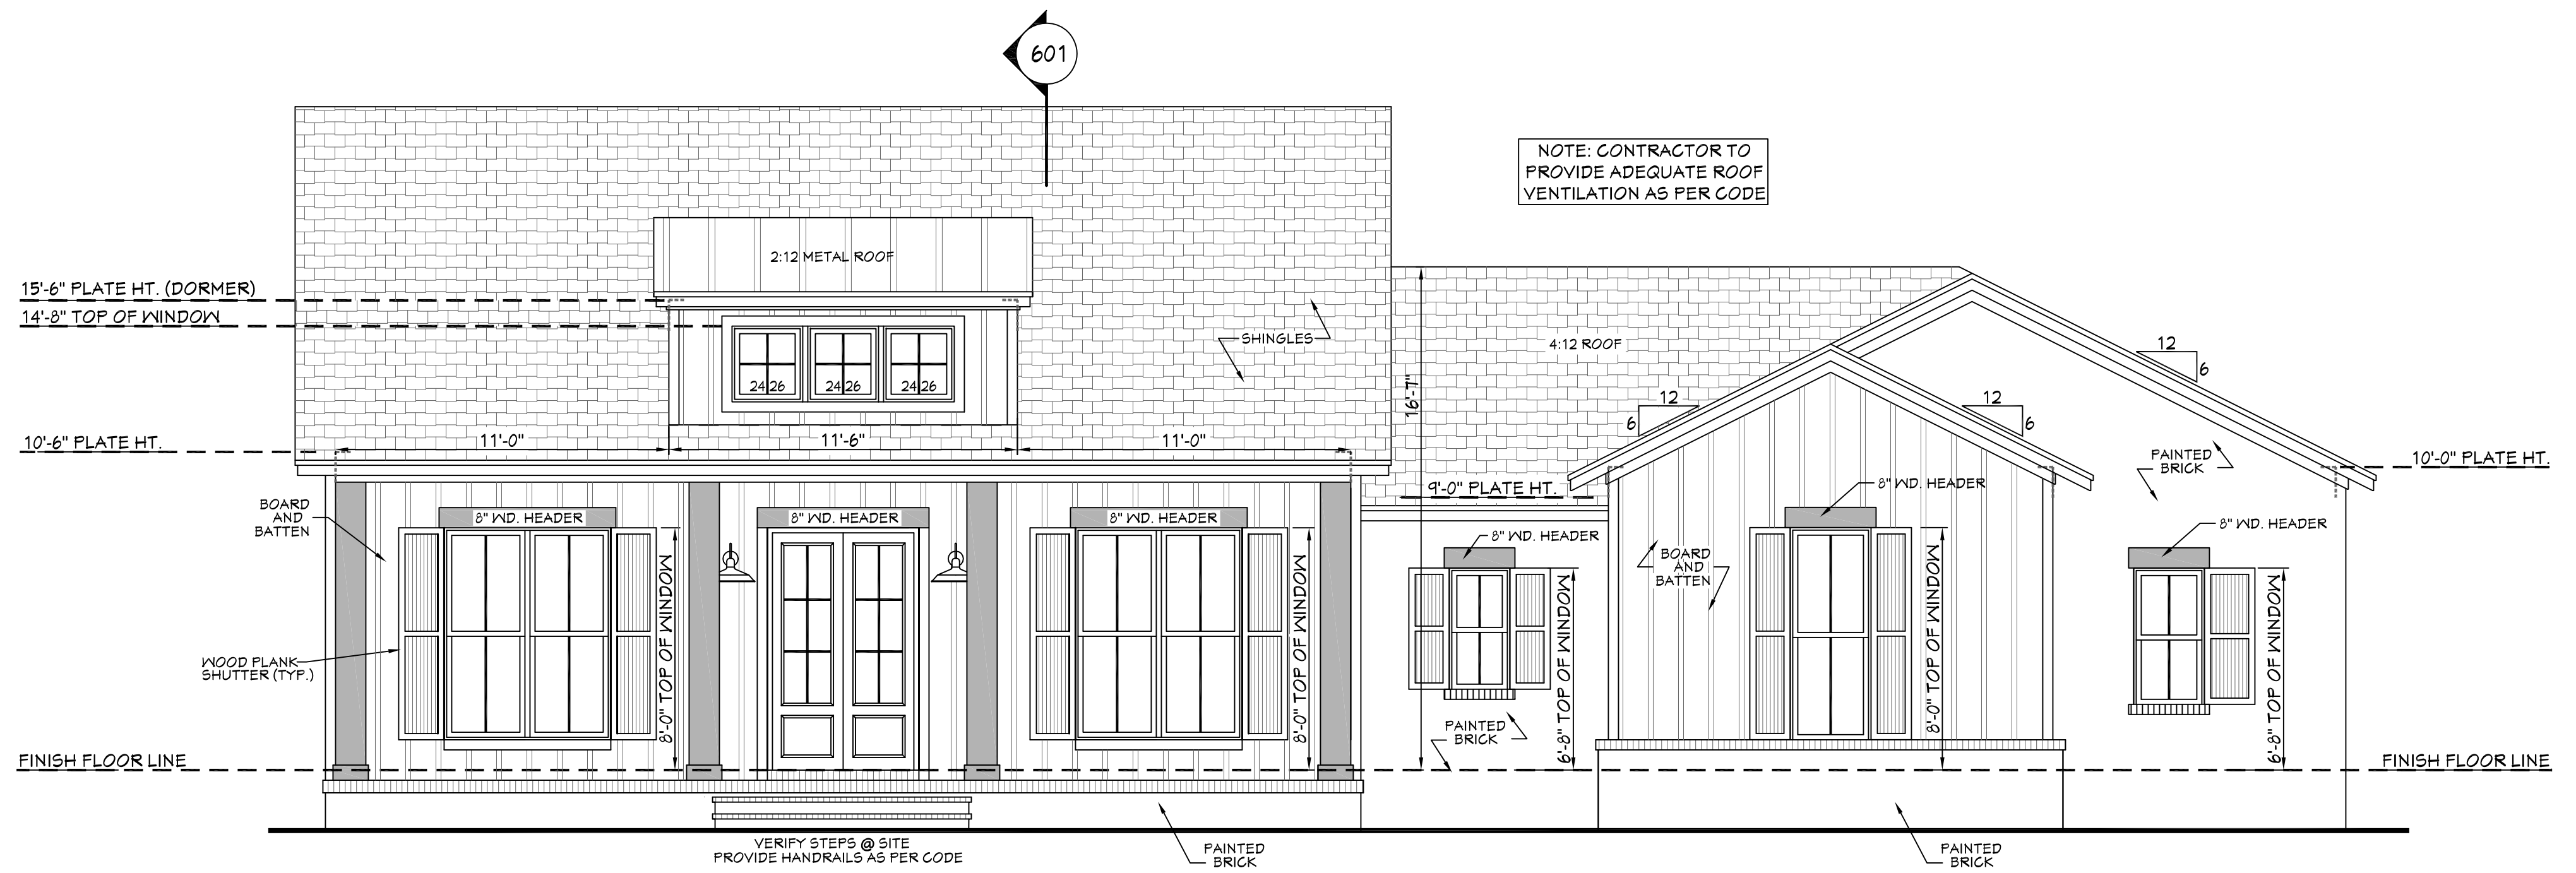 601
NOTE: CONTRACTOR TO
PROVIDE ADEQUATE ROOF
VENTILATION AS PER CODE
2:12 METAL ROOF
15'-6" PLATE HT. (DORMER)
14'-8" TOP OF WINDOW
SHINGLES
4:12 ROOF
12
6
12
6
12
6
24 26
24 26
24 26
16'-7"
10'-6" PLATE HT.
11'-0"
11'-6"
11'-0"
10'-0" PLATE HT.
PAINTED
BRICK
9'-0" PLATE HT.
8" WD. HEADER
BOARD
AND
BATTEN
8" WD. HEADER
8" WD. HEADER
8" WD. HEADER
8" WD. HEADER
8" WD. HEADER
BOARD
AND
BATTEN
WOOD PLANK
SHUTTER (TYP.)
8'-0" TOP OF WINDOW
8'-0" TOP OF WINDOW
6'-8" TOP OF WINDOW
8'-0" TOP OF WINDOW
6'-8" TOP OF WINDOW
PAINTED
BRICK
FINISH FLOOR LINE
FINISH FLOOR LINE
VERIFY STEPS @ SITE
PROVIDE HANDRAILS AS PER CODE
PAINTED
BRICK
PAINTED
BRICK